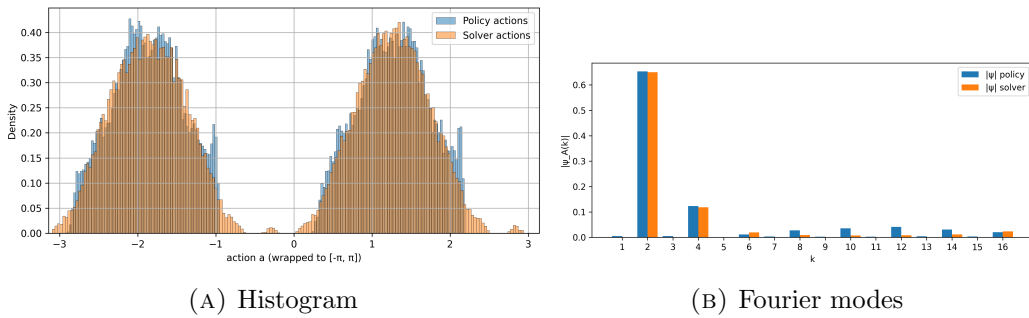 Density
0.40
0.35
0.30
0.25
0.20
0.15
0.10
0.05
0.00
−3
−2
−1
0
1
2
3
action a (wrapped to [-π, π])
Policy actions
Solver actions
(A) Histogram
|ψ_A(k)|
0.6
0.5
0.4
0.3
0.2
0.1
0.0
1 2 3 4 5 6 7 8 9 10 11 12 13 14 15 16
k
|ψ| policy
|ψ| solver
(B) Fourier modes